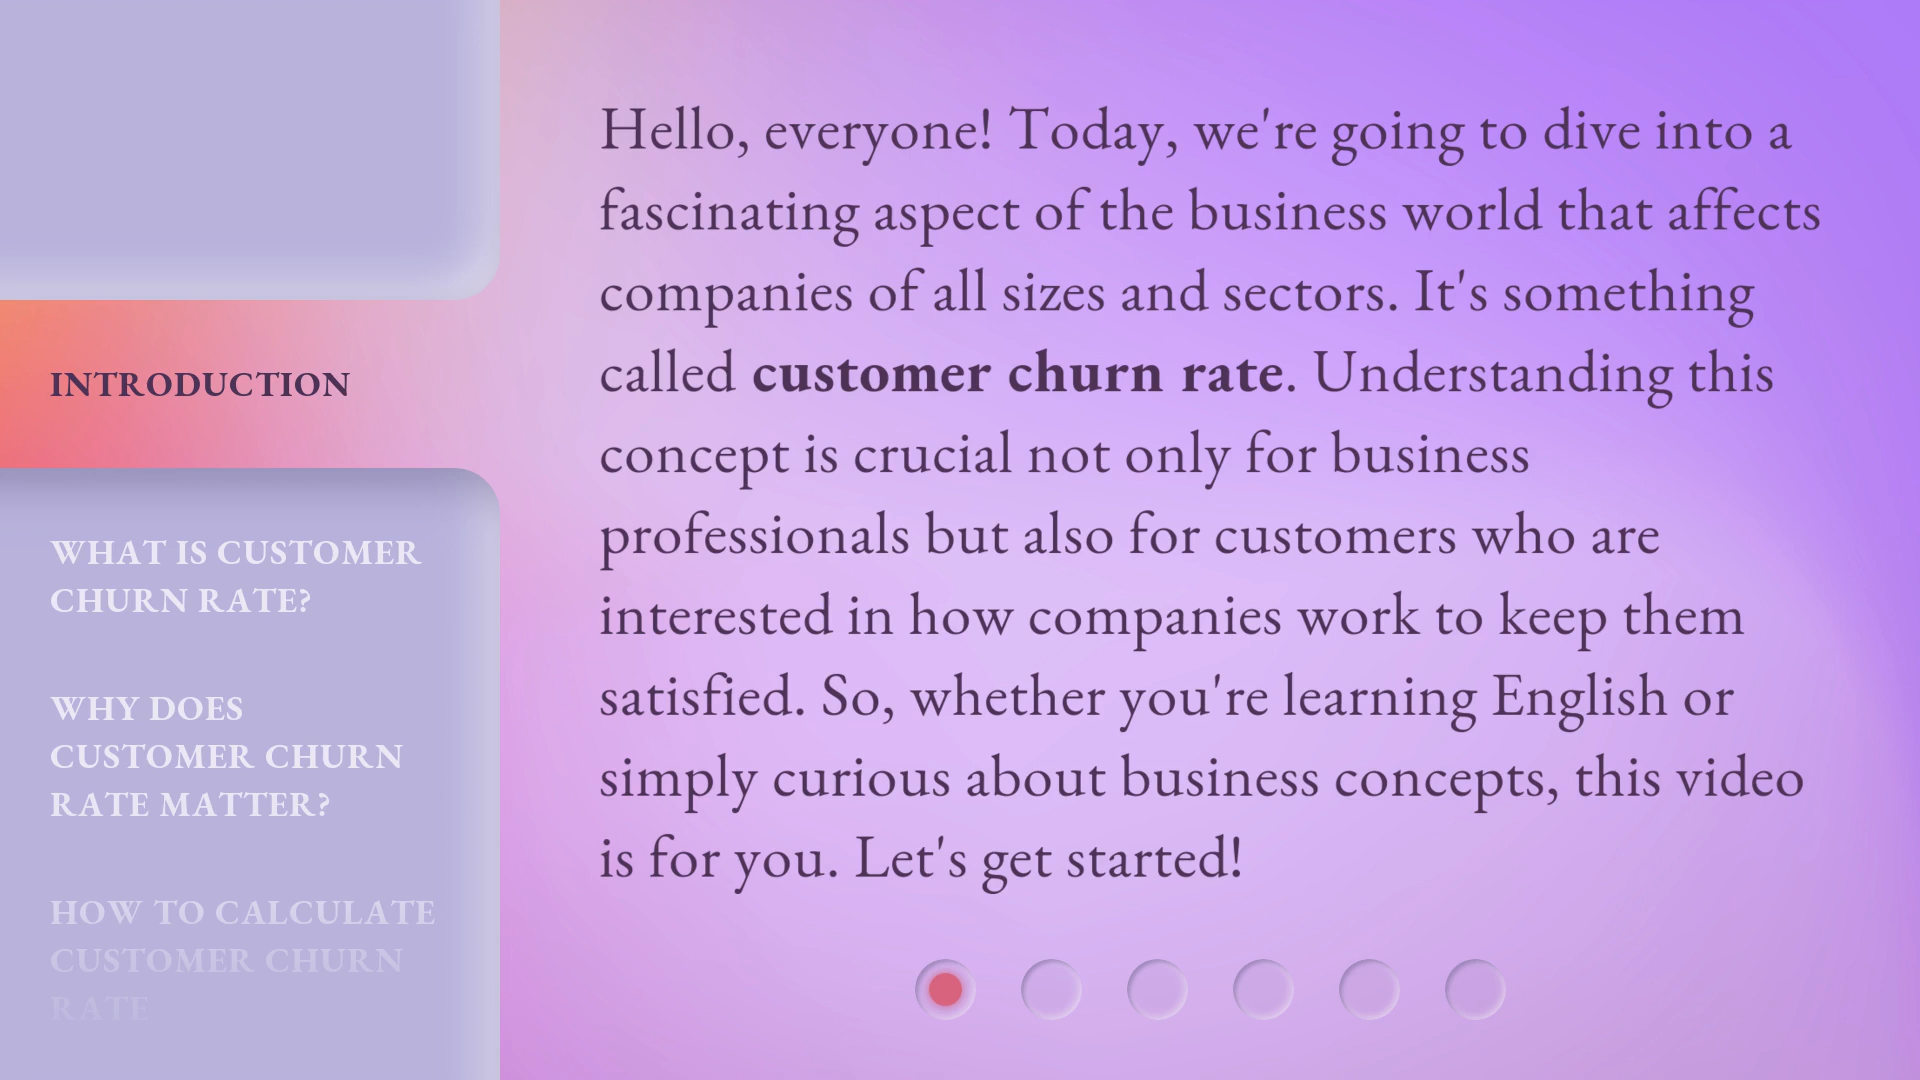 INTRODUCTION
WHAT IS CUSTOMER
CHURN RATE?
WHY DOES
CUSTOMER CHURN
RATE MATTER?
HOW TO CALCULATE
CUSTOMER CHURN
RATE
Hello, everyone! Today, we're going to dive into a
fascinating aspect of the business world that affects
companies of all sizes and sectors. It's something
called customer churn rate. Understanding this
concept is crucial not only for business
professionals but also for customers who are
interested in how companies work to keep them
satisfied. So, whether you're learning English or
simply curious about business concepts, this video
is for you. Let's get started!